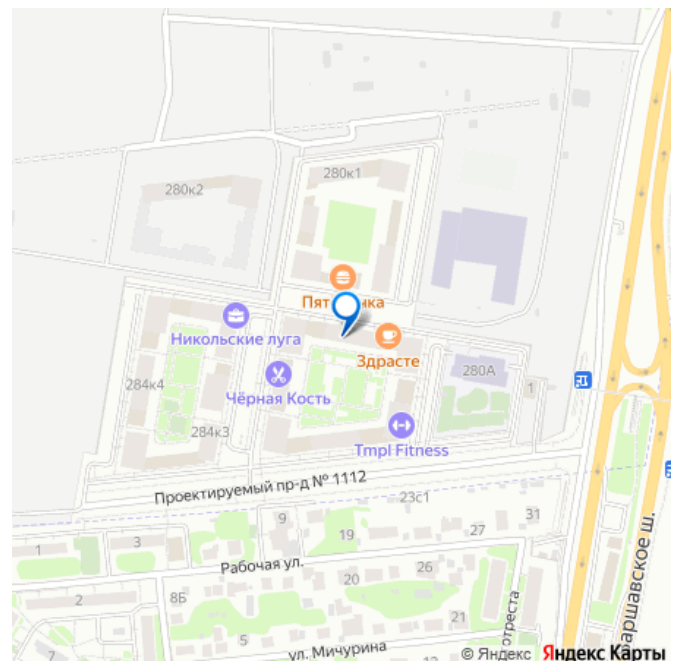 280к1
280к2
Пят
чка
Никольские луга
Здрасте
280А
284к4
Чёрная Кость
1
284к3
Tmpl Fitness
Проектируемый пр-д № 1112
23с1
9
31
19
27
1
3
Рабочая ул.
26
20
8Б
2
21
5
7
ул. Мичурина
отреста
аршавское ш.
© Яндекс Яндекс Карты